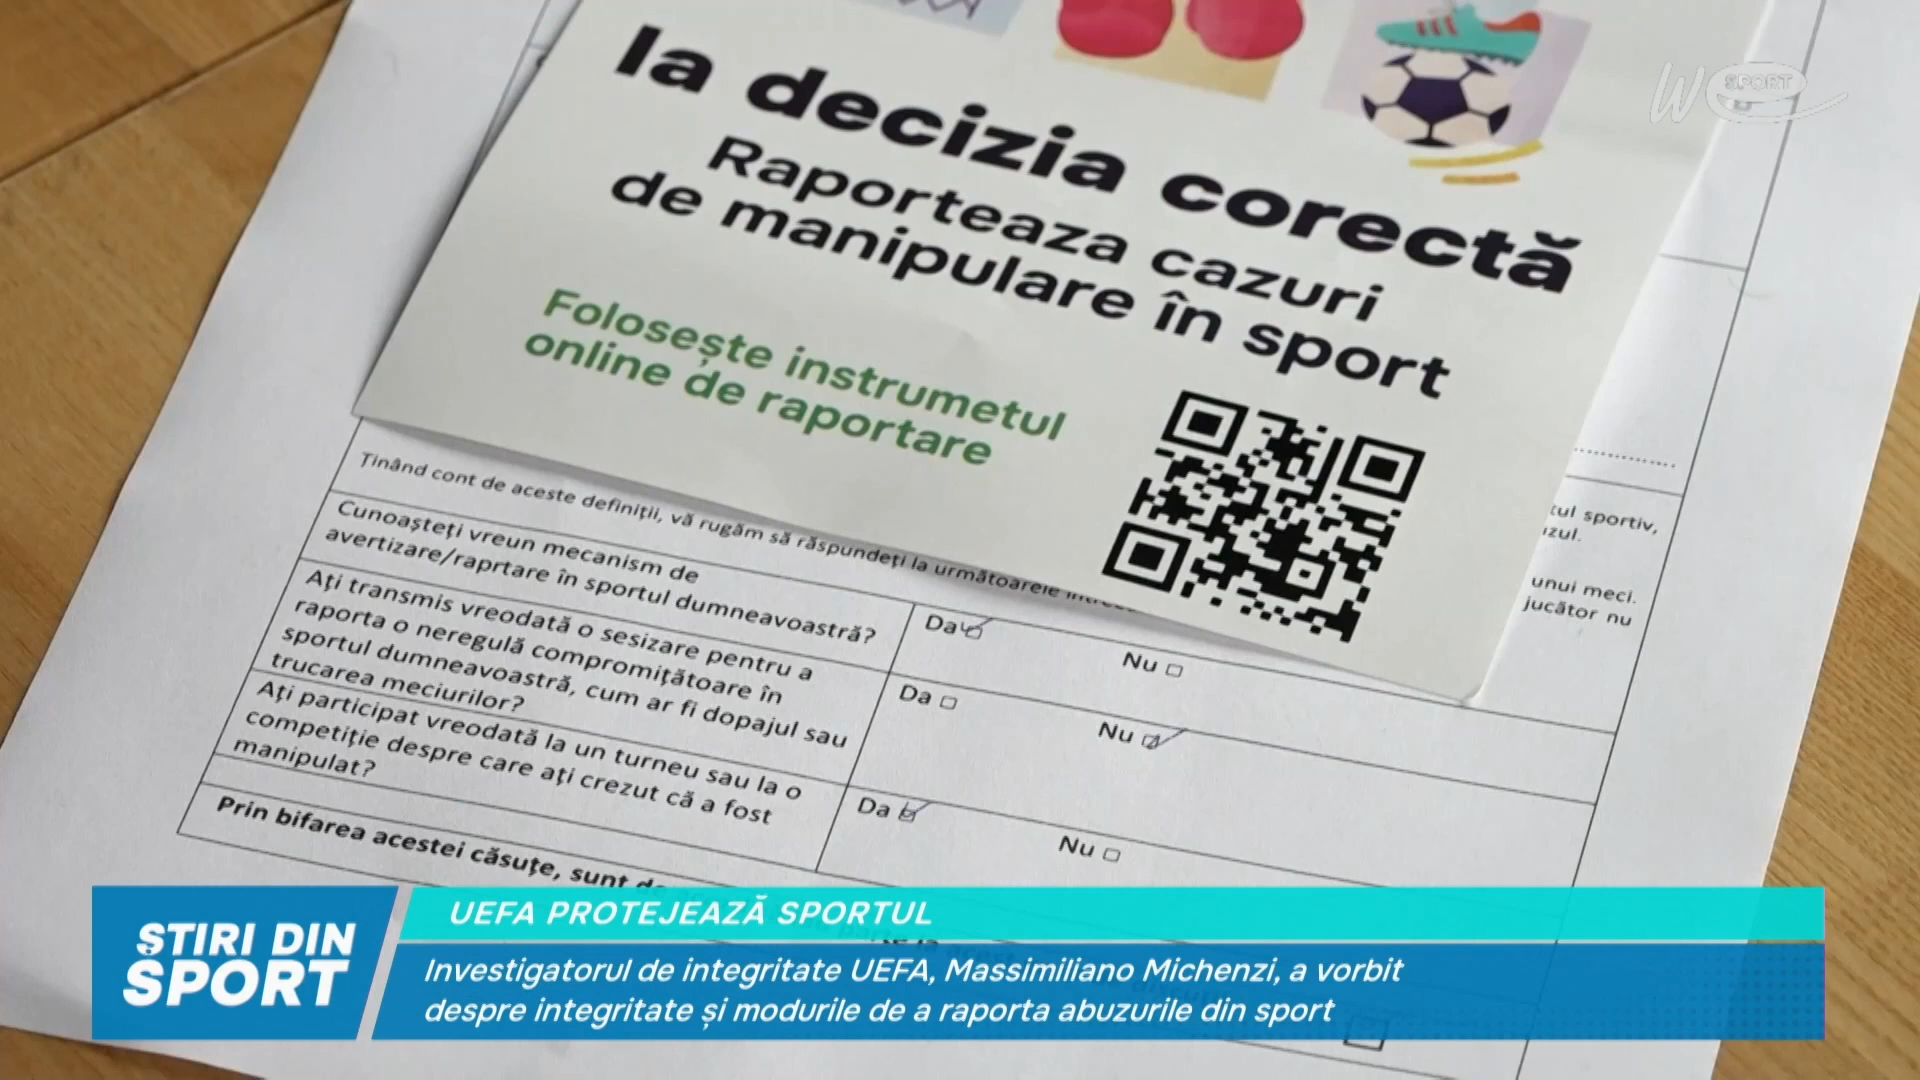 We SPORT
la decizia corectă
Raporteaza cazuri
de manipulare în sport
Folosește instrumetul
online de raportare
tul sportiv,
Ținând cont de aceste definiții, vă rugăm să răspundeți la următoarele
unui meci.
jucător nu
Cunoașteți vreun mecanism de
avertizare/raprtare în sportul dumneavoastră?
Da
Nu
Ați transmis vreodată o sesizare pentru a
raporta o neregulă compromițătoare în
sportul dumneavoastră, cum ar fi dopajul sau
trucarea meciurilor?
Da
Nu
Ați participat vreodată la un turneu sau la o
competiție despre care ați crezut că a fost
manipulat?
Da
Nu
Prin bifarea acestei căsuțe, sunt
ȘTIRI DIN
SPORT
UEFA PROTEJEAZĂ SPORTUL
Investigatorul de integritate UEFA, Massimiliano Michenzi, a vorbit
despre integritate și modurile de a raporta abuzurile din sport